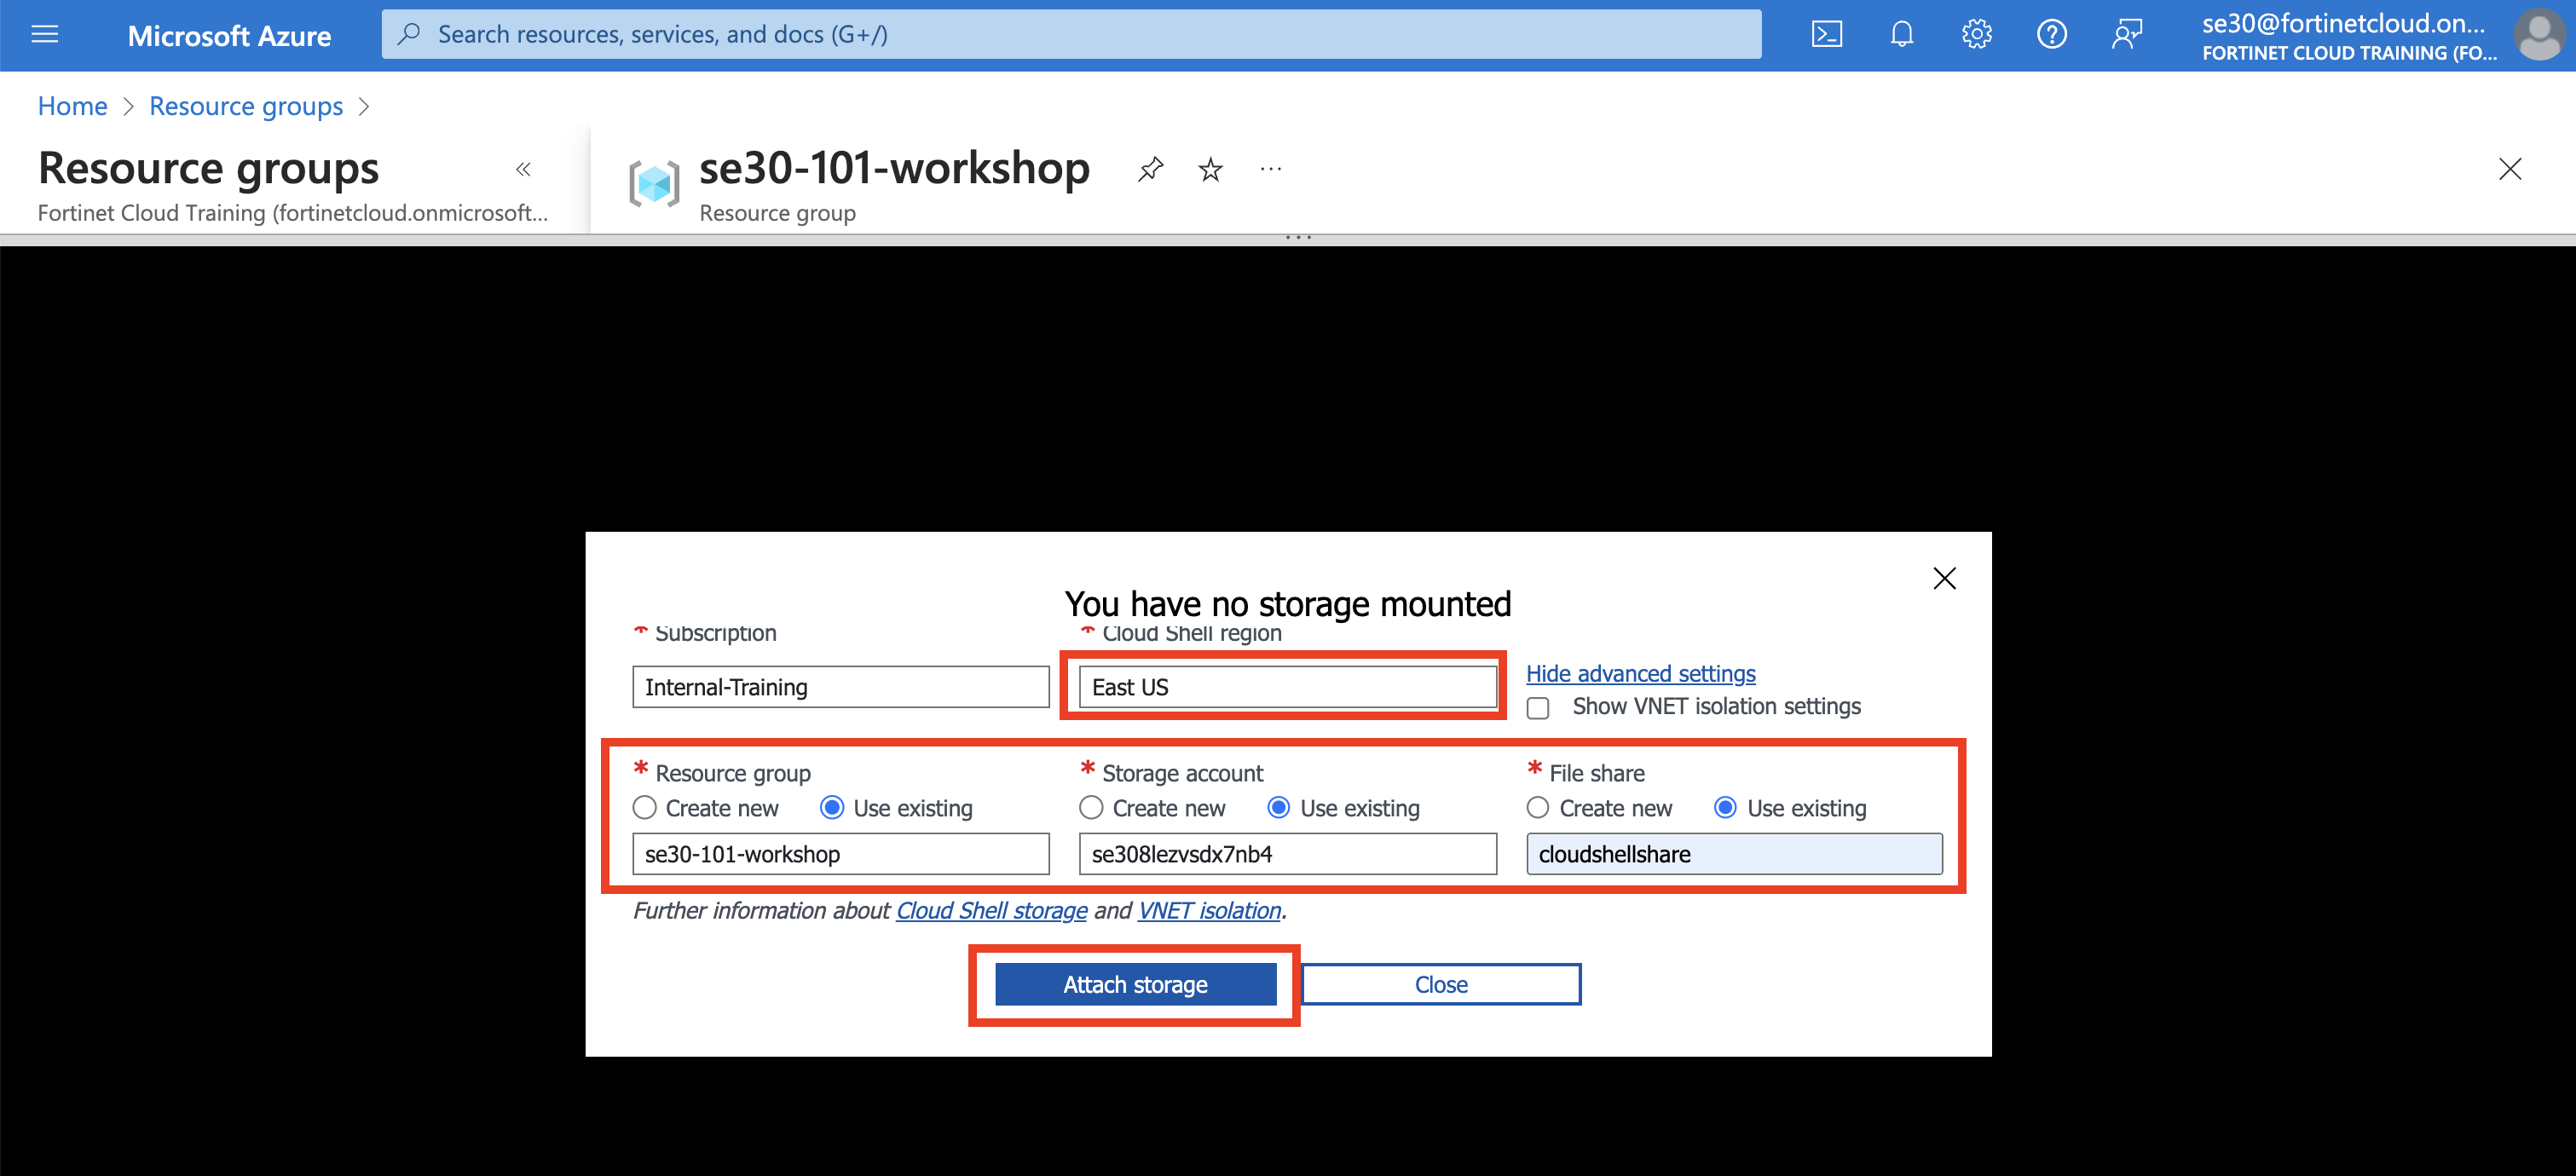 Microsoft Azure
Search resources, services, and docs (G+/)
se30@fortinetcloud.on...
FORTINET CLOUD TRAINING (FO...
Home > Resource groups >
Resource groups
Fortinet Cloud Training (fortinetcloud.onmicrosoft...
se30-101-workshop
Resource group
You have no storage mounted
* Subscription
* Cloud Shell region
Internal-Training
East US
Hide advanced settings
Show VNET isolation settings
* Resource group
* Storage account
* File share
Create new Use existing
Create new Use existing
Create new Use existing
se30-101-workshop
se308lezvsdx7nb4
cloudshellshare
Further information about Cloud Shell storage and VNET isolation.
Attach storage
Close